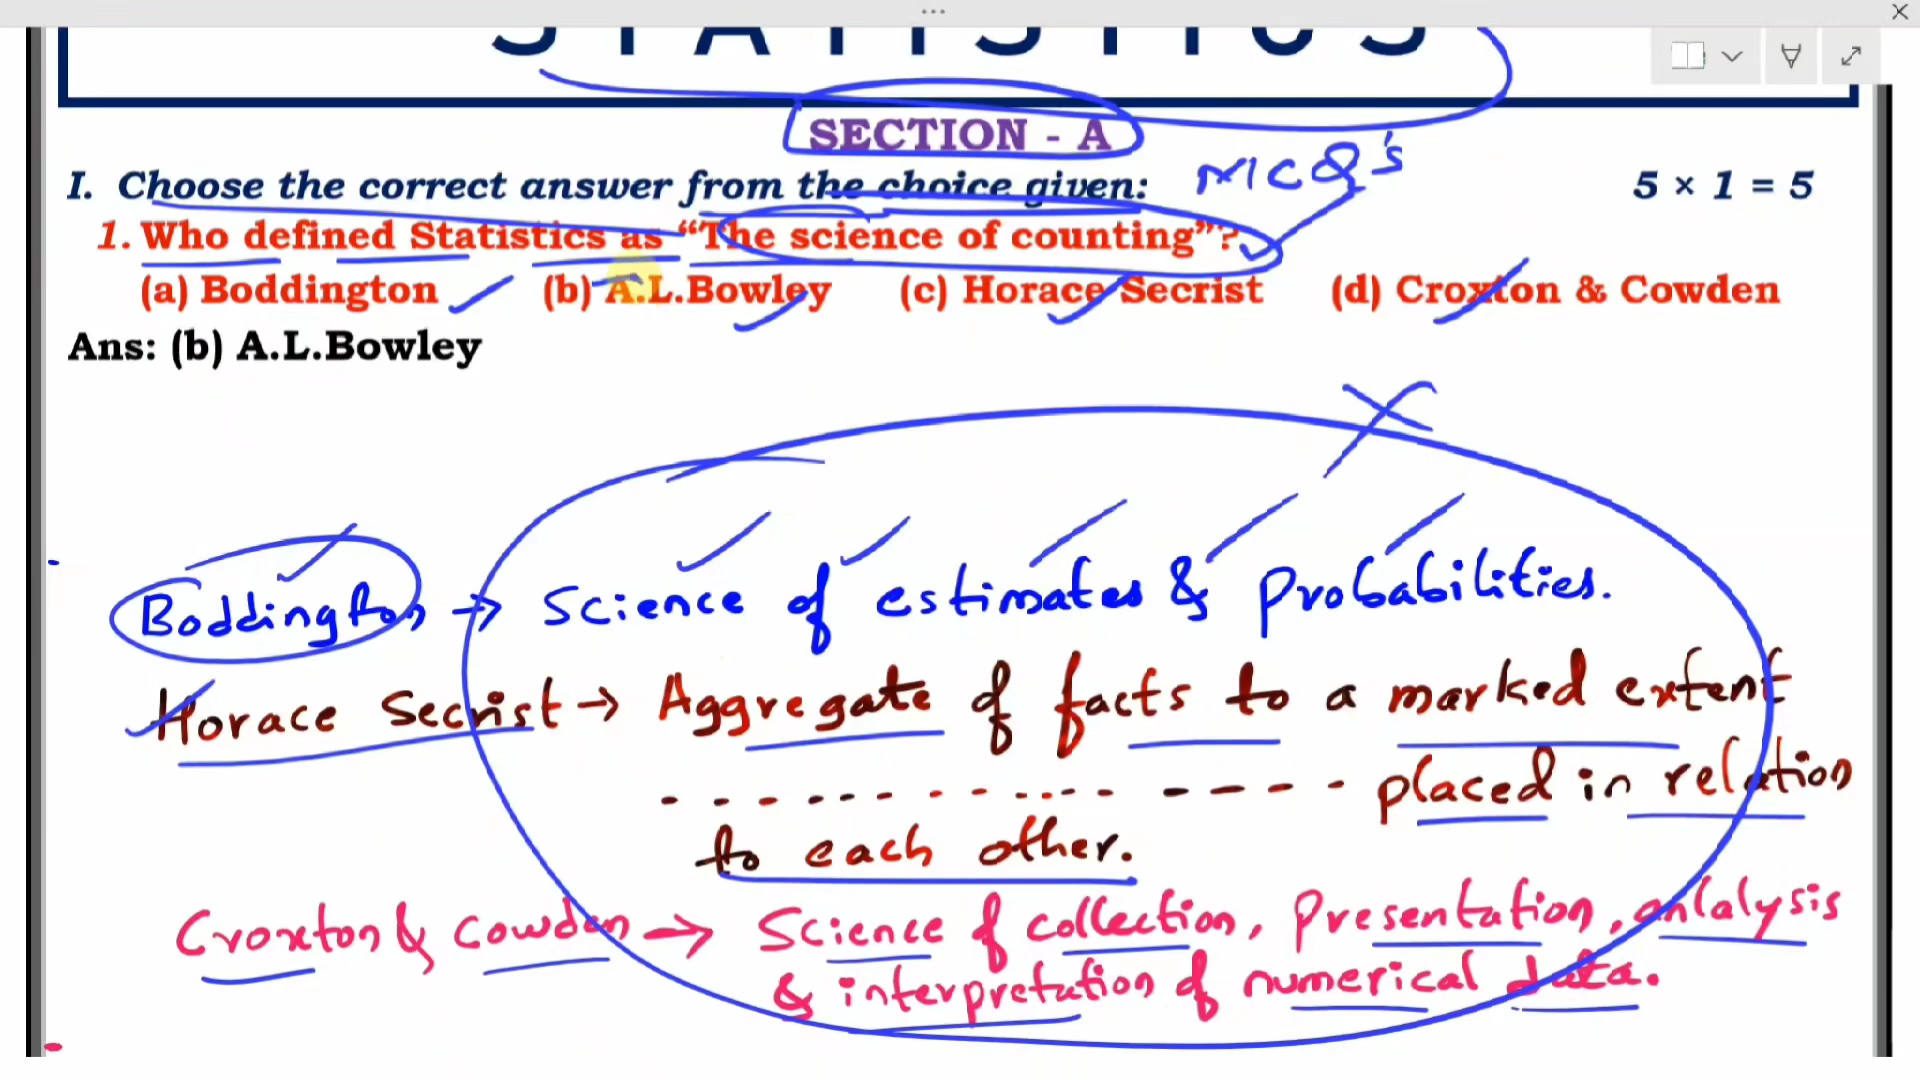 STATISTICS
SECTION - A
I. Choose the correct answer from the choice given: MCQ's 5 × 1 = 5
1. Who defined Statistics as “The science of counting”?
(a) Boddington (b) A.L.Bowley (c) Horace Secrist (d) Croxton & Cowden
Ans: (b) A.L.Bowley
Boddington → Science of estimates & Probabilities.
Horace Secrist → Aggregate of facts to a marked extent
placed in relation
to each other.
Croxton & Cowden → Science of collection, Presentation, anlalysis
& interpretation of numerical data.